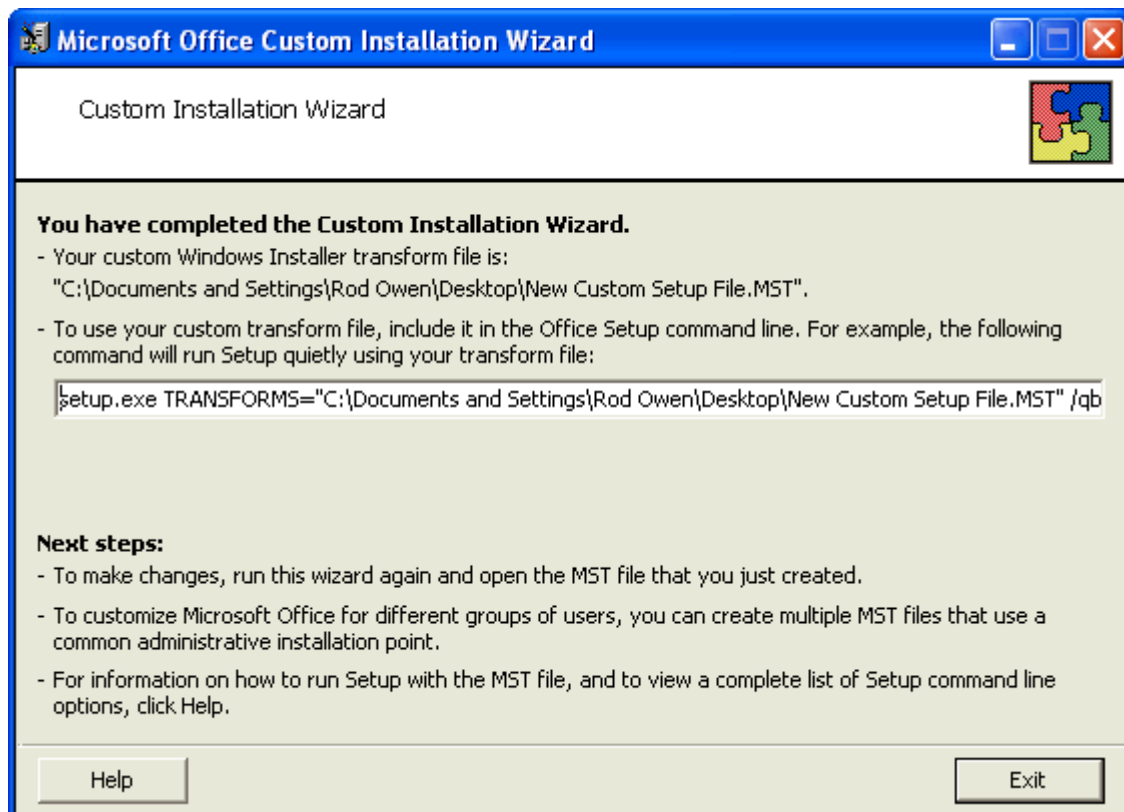 Microsoft Office Custom Installation Wizard
Custom Installation Wizard
You have completed the Custom Installation Wizard.
- Your custom Windows Installer transform file is:
"C:\Documents and Settings\Rod Owen\Desktop\New Custom Setup File.MST".
- To use your custom transform file, include it in the Office Setup command line. For example, the following
command will run Setup quietly using your transform file:
setup.exe TRANSFORMS="C:\Documents and Settings\Rod Owen\Desktop\New Custom Setup File.MST" /qb
Next steps:
- To make changes, run this wizard again and open the MST file that you just created.
- To customize Microsoft Office for different groups of users, you can create multiple MST files that use a
common administrative installation point.
- For information on how to run Setup with the MST file, and to view a complete list of Setup command line
options, click Help.
Help
Exit